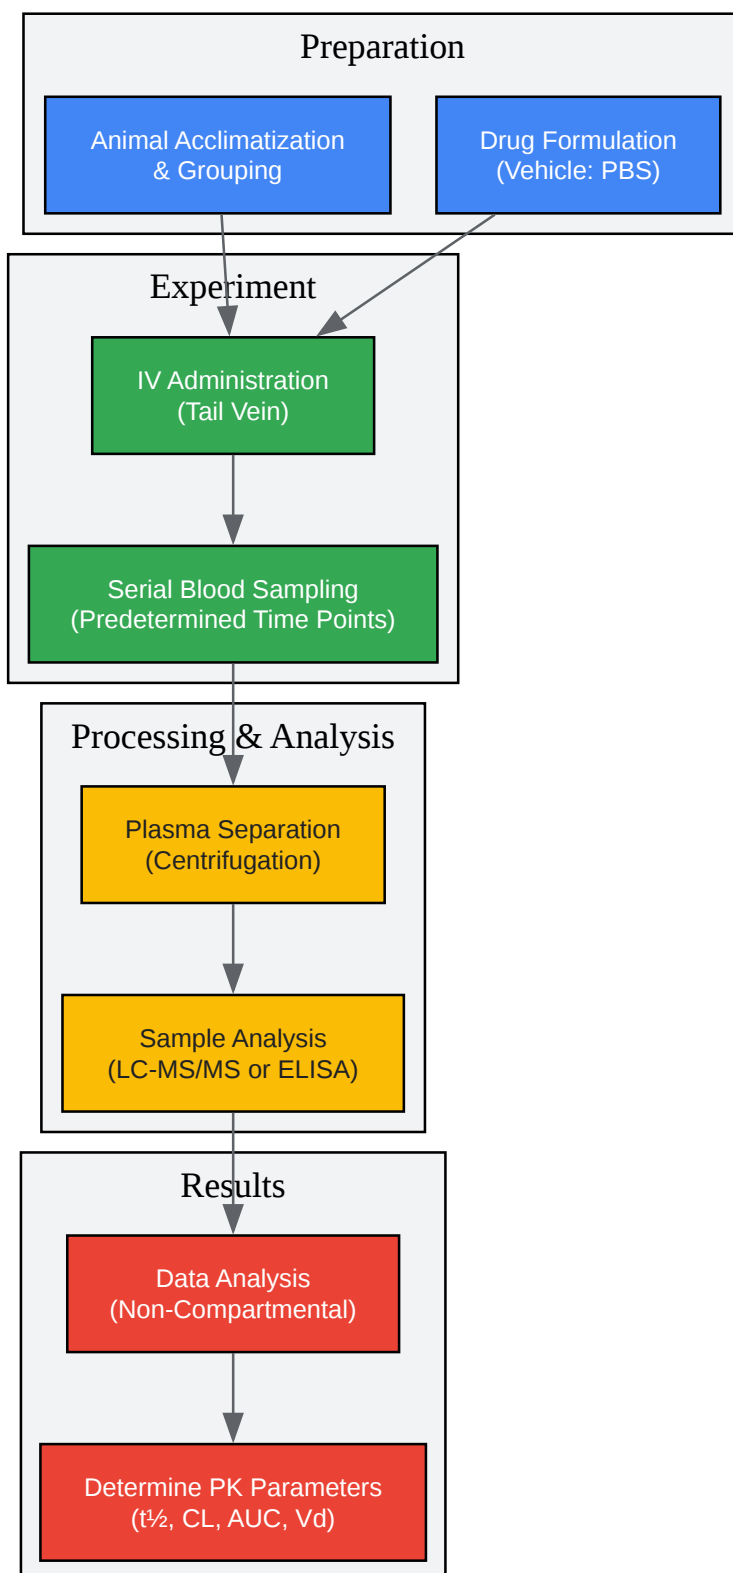 Preparation
Animal Acclimatization
& Grouping
Drug Formulation
(Vehicle: PBS)
Experiment
IV Administration
(Tail Vein)
Serial Blood Sampling
(Predetermined Time Points)
Processing & Analysis
Plasma Separation
(Centrifugation)
Sample Analysis
(LC-MS/MS or ELISA)
Results
Data Analysis
(Non-Compartmental)
Determine PK Parameters
(t½, CL, AUC, Vd)